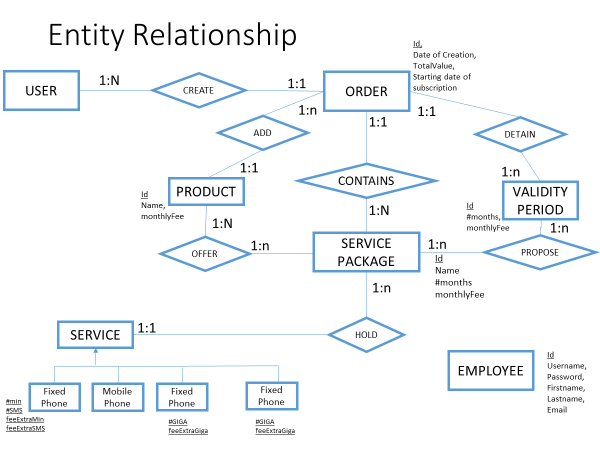 Entity Relationship
Id,
Date of Creation,
TotalValue,
Starting date of
subscription
USER
1:N
CREATE
1:1
ORDER
1:n
1:1
1:1
ADD
DETAIN
1:1
1:n
CONTAINS
Id
Name,
monthlyFee
PRODUCT
VALIDITY
PERIOD
Id
#months,
monthlyFee
1:N
1:N
1:n
OFFER
1:n
SERVICE
PACKAGE
1:n
PROPOSE
Id
Name
#months
monthlyFee
1:n
SERVICE
1:1
HOLD
EMPLOYEE
Id
Username,
Password,
Firstname,
Lastname,
Email
Fixed
Phone
Mobile
Phone
Fixed
Phone
Fixed
Phone
#min
#SMS
feeExtraMin
feeExtraSMS
#GIGA
feeExtraGiga
#GIGA
feeExtraGiga